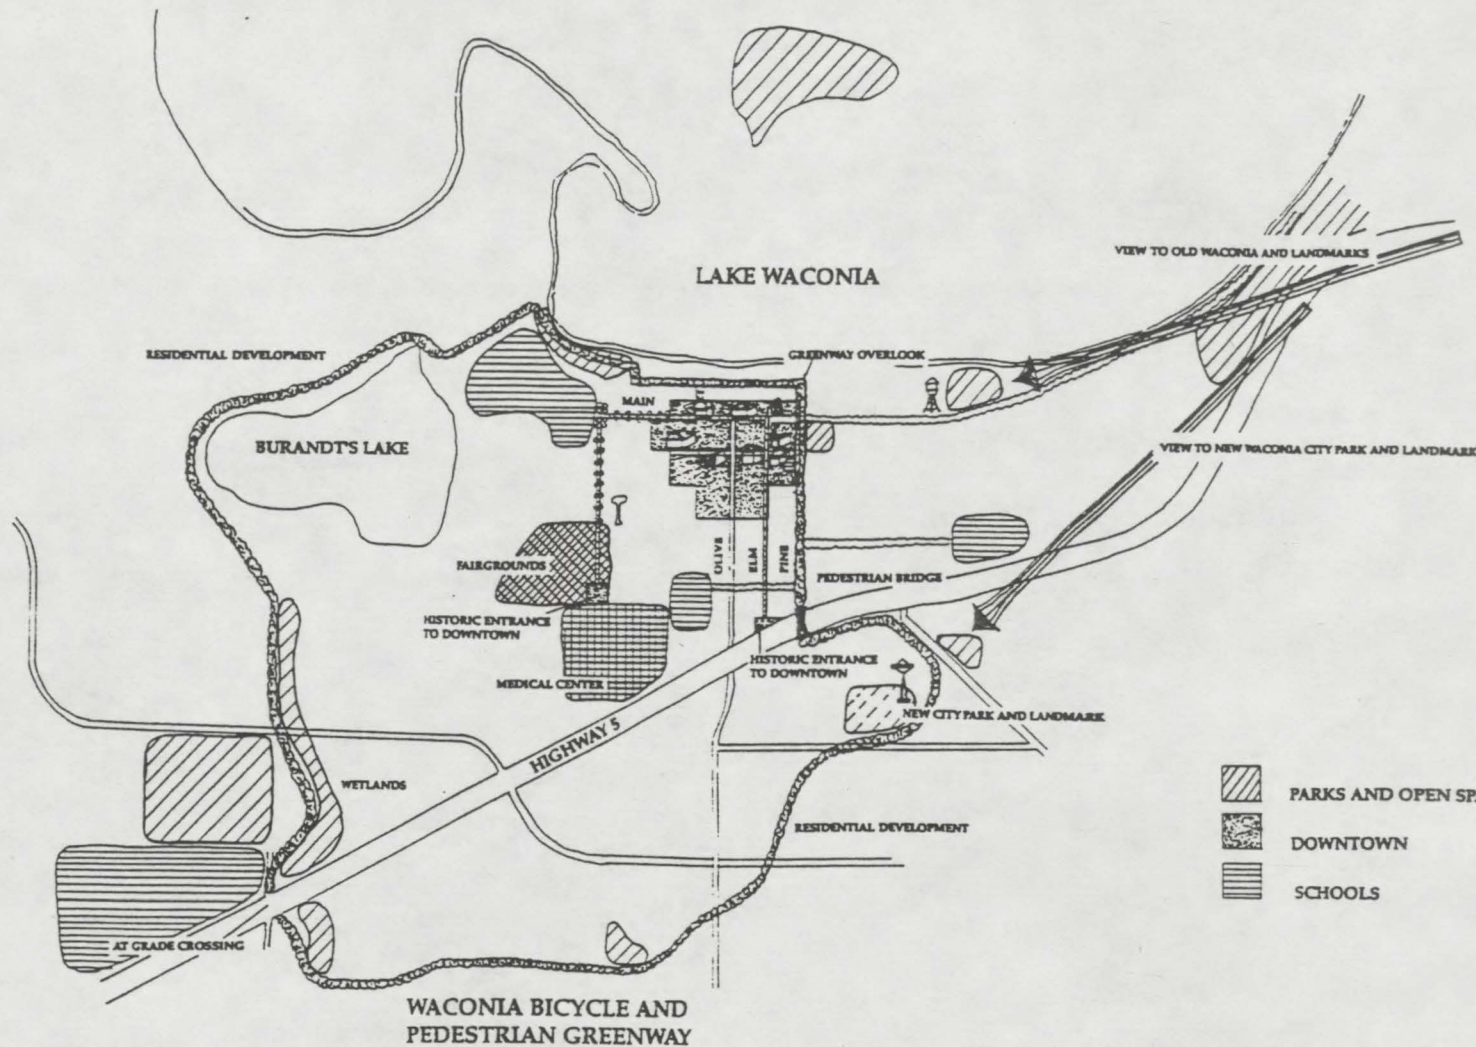 VIEW TO OLD WACONIA AND LANDMARKS
LAKE WACONIA
RESIDENTIAL DEVELOPMENT
GREENWAY OVERLOOK
MAIN
BURANDT'S LAKE
VIEW TO NEW WACONIA CITY PARK AND LANDMARK
OLIVE
ELM
PINE
FAIRGROUNDS
PEDESTRIAN BRIDGE
HISTORIC ENTRANCE
TO DOWNTOWN
HISTORIC ENTRANCE
TO DOWNTOWN
MEDICAL CENTER
NEW CITY PARK AND LANDMARK
HIGHWAY 5
WETLANDS
RESIDENTIAL DEVELOPMENT
PARKS AND OPEN SPA
DOWNTOWN
SCHOOLS
AT GRADE CROSSING
WACONIA BICYCLE AND
PEDESTRIAN GREENWAY